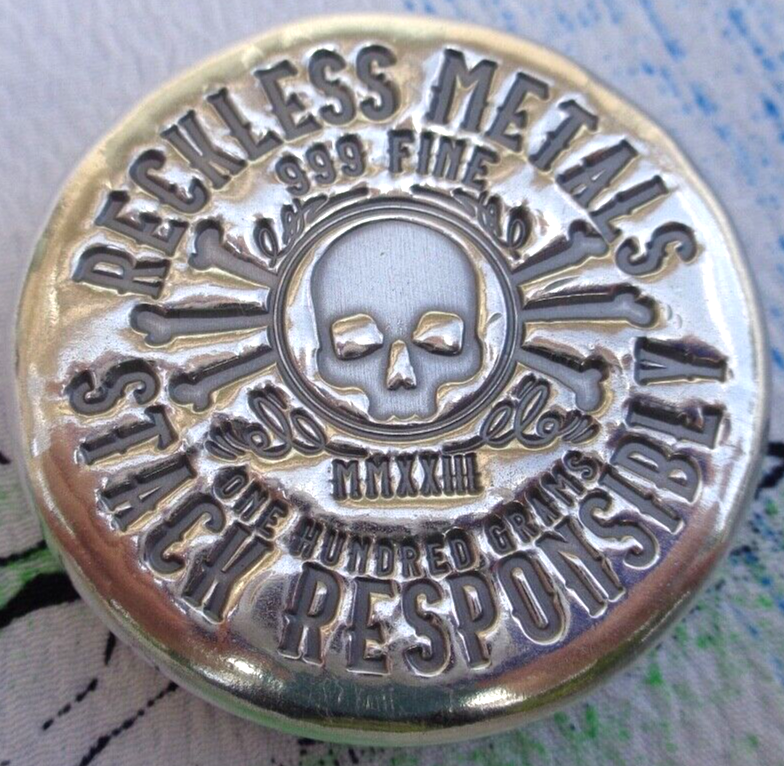 RECKLESS METALS
999 FINE
MMXXIII
ONE HUNDRED GRAMS
STACK RESPONSIBLY